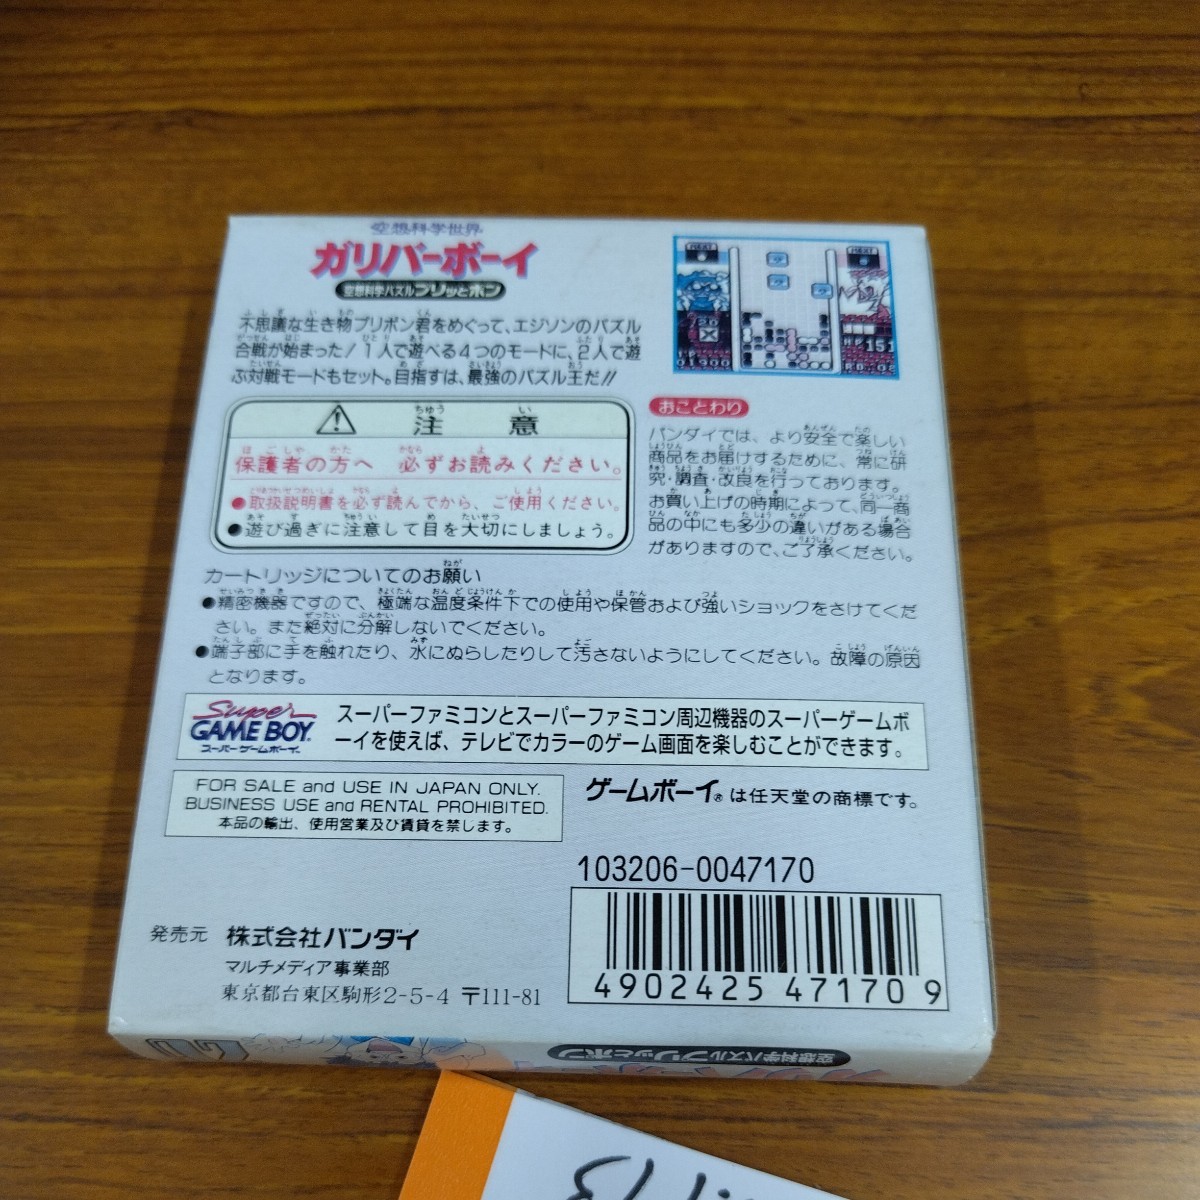 空想科学世界
ガリバーボーイ
空想科学パズルプリッとポン
不思議な生き物プリポン君をめぐって、エジソンのパズル
合戦が始まった!1人で遊べる4つのモードに、2人で遊
ぶ対戦モードもセット。目指すは、最強のパズル王だ!!
NEXT
NEXT
01300
151
注意
保護者の方へ 必ずお読みください。
●取扱説明書を必ず読んでから、ご使用ください。
●遊び過ぎに注意して目を大切にしましょう。
おことわり
バンダイでは、より安全で楽しい
商品をお届けするために、常に研
究・調査・改良を行っております。
お買い上げの時期によって、同一商
品の中にも多少の違いがある場合
がありますので、ご了承ください。
カートリッジについてのお願い
●精密機器ですので、極端な温度条件下での使用や保管および強いショックをさけてくだ
さい。また絶対に分解しないでください。
●端子部に手を触れたり、水にぬらしたりして汚さないようにしてください。故障の原因
となります。
Super
GAME BOY
スーパーゲームボーイ
スーパーファミコンとスーパーファミコン周辺機器のスーパーゲームボ
ーイを使えば、テレビでカラーのゲーム画面を楽しむことができます。
FOR SALE and USE IN JAPAN ONLY.
BUSINESS USE and RENTAL PROHIBITED.
本品の輸出、使用営業及び賃貸を禁じます。
ゲームボーイ®は任天堂の商標です。
103206-0047170
4902425471709
発売元 株式会社バンダイ
マルチメディア事業部
東京都台東区駒形2-5-4 〒111-81
空想科学パズルプリッとポン